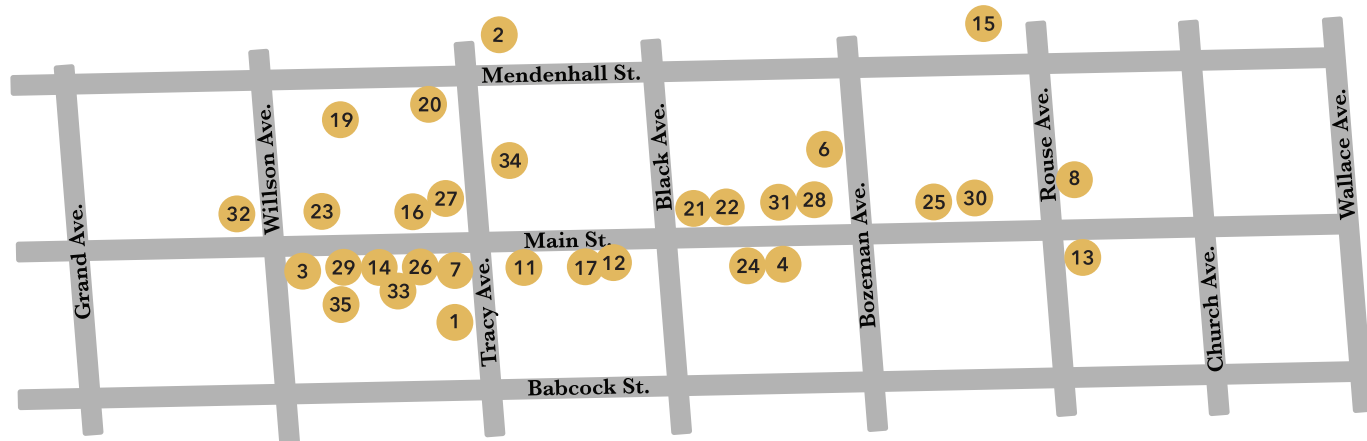 15
2
Mendenhall St.
20
19
6
34
8
27
32
23
16
21
22
31
28
25
30
Willson Ave.
Black Ave.
Rouse Ave.
Wallace Ave.
Main St.
Grand Ave.
3
29
14
26
7
11
17
12
24
4
13
33
35
1
Tracy Ave.
Bozeman Ave.
Church Ave.
Babcock St.